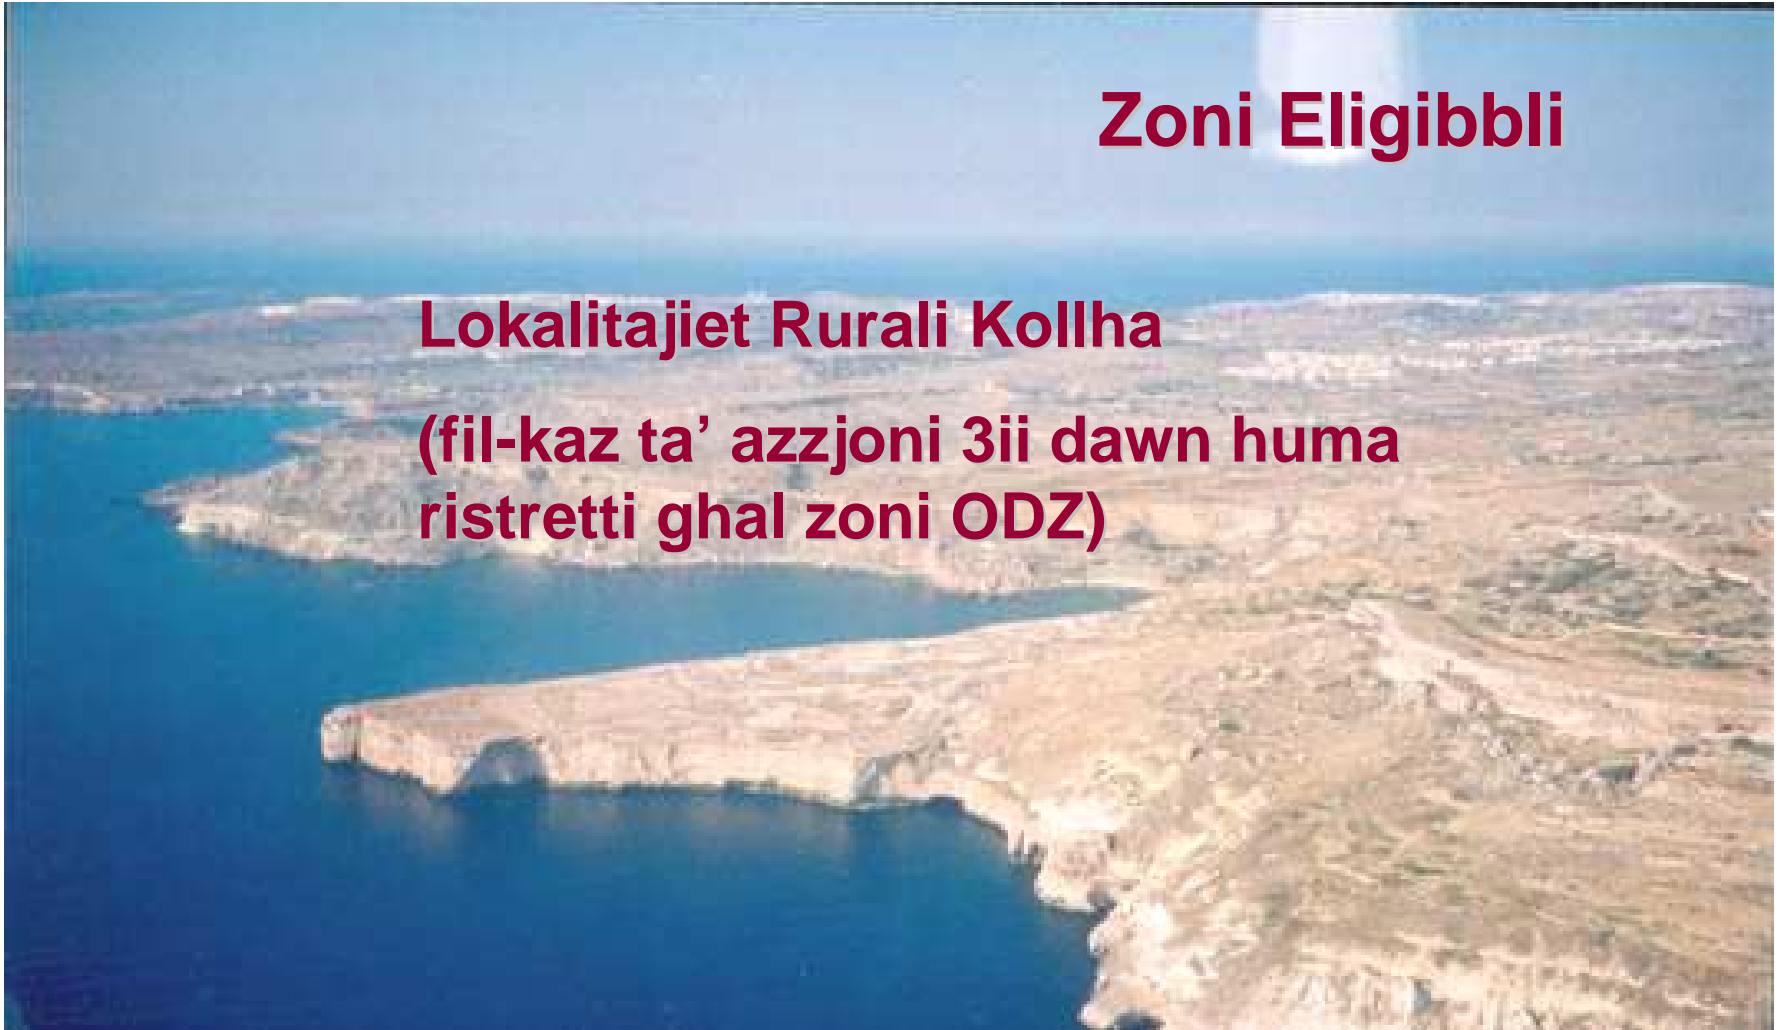 Zoni Eligibbli
Lokalitajiet Rurali Kollha
(fil-kaz ta’ azzjoni 3ii dawn huma
ristretti ghal zoni ODZ)